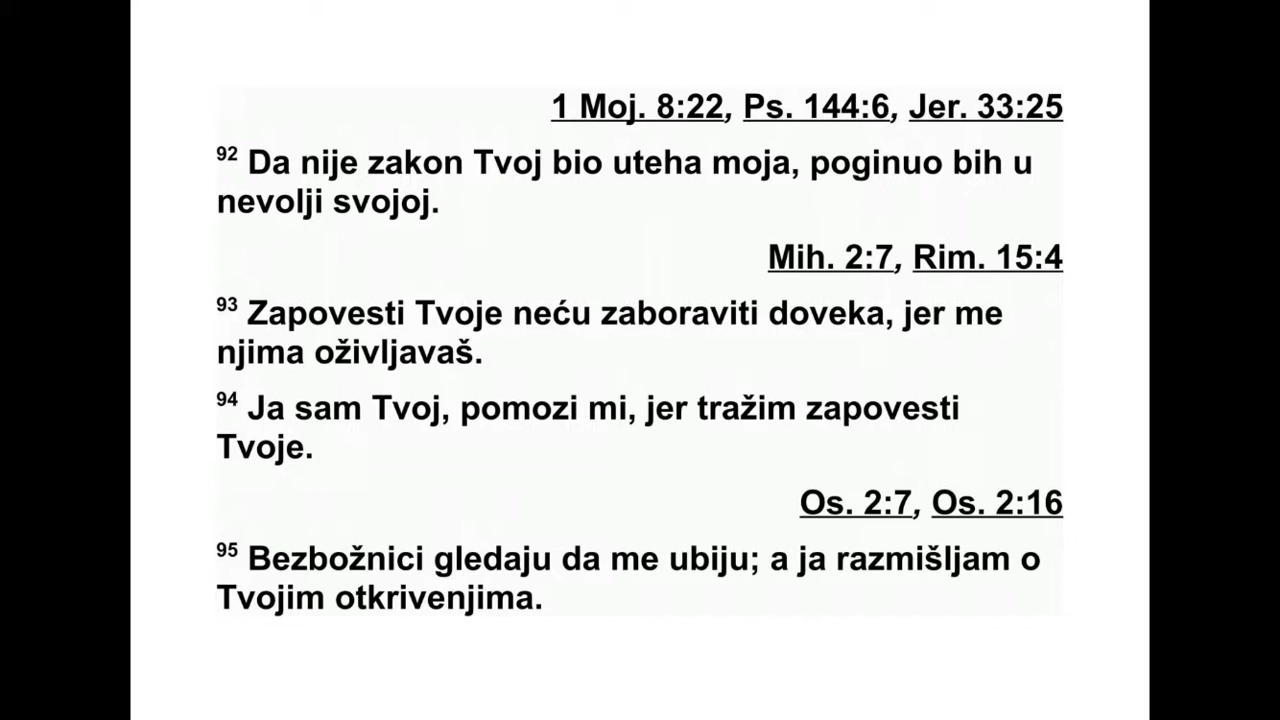 1 Moj. 8:22, Ps. 144:6, Jer. 33:25
92 Da nije zakon Tvoj bio uteha moja, poginuo bih u
nevolji svojoj.
Mih. 2:7, Rim. 15:4
93 Zapovesti Tvoje neću zaboraviti doveka, jer me
njima oživljavaš.
94 Ja sam Tvoj, pomozi mi, jer tražim zapovesti
Tvoje.
Os. 2:7, Os. 2:16
95 Bezbožnici gledaju da me ubiju; a ja razmišljam o
Tvojim otkrivenjima.